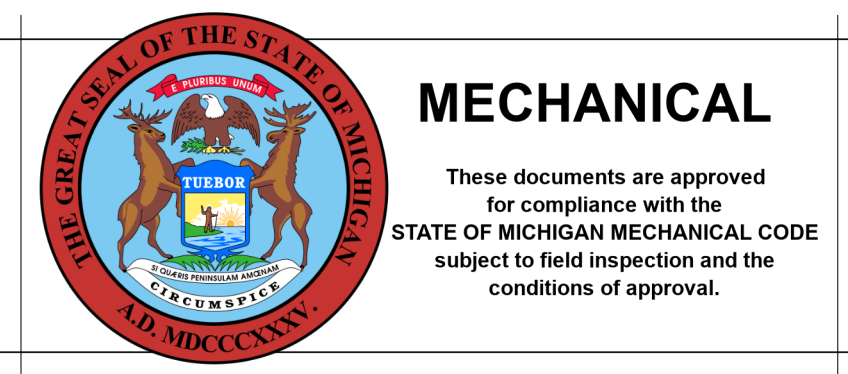 THE GREAT SEAL OF THE STATE OF MICHIGAN
E PLURIBUS UNUM
TUEBOR
SI QUÆRIS PENINSULAM AMŒNAM
CIRCUMSPICE
A.D. MDCCCXXXV.
MECHANICAL
These documents are approved
for compliance with the
STATE OF MICHIGAN MECHANICAL CODE
subject to field inspection and the
conditions of approval.